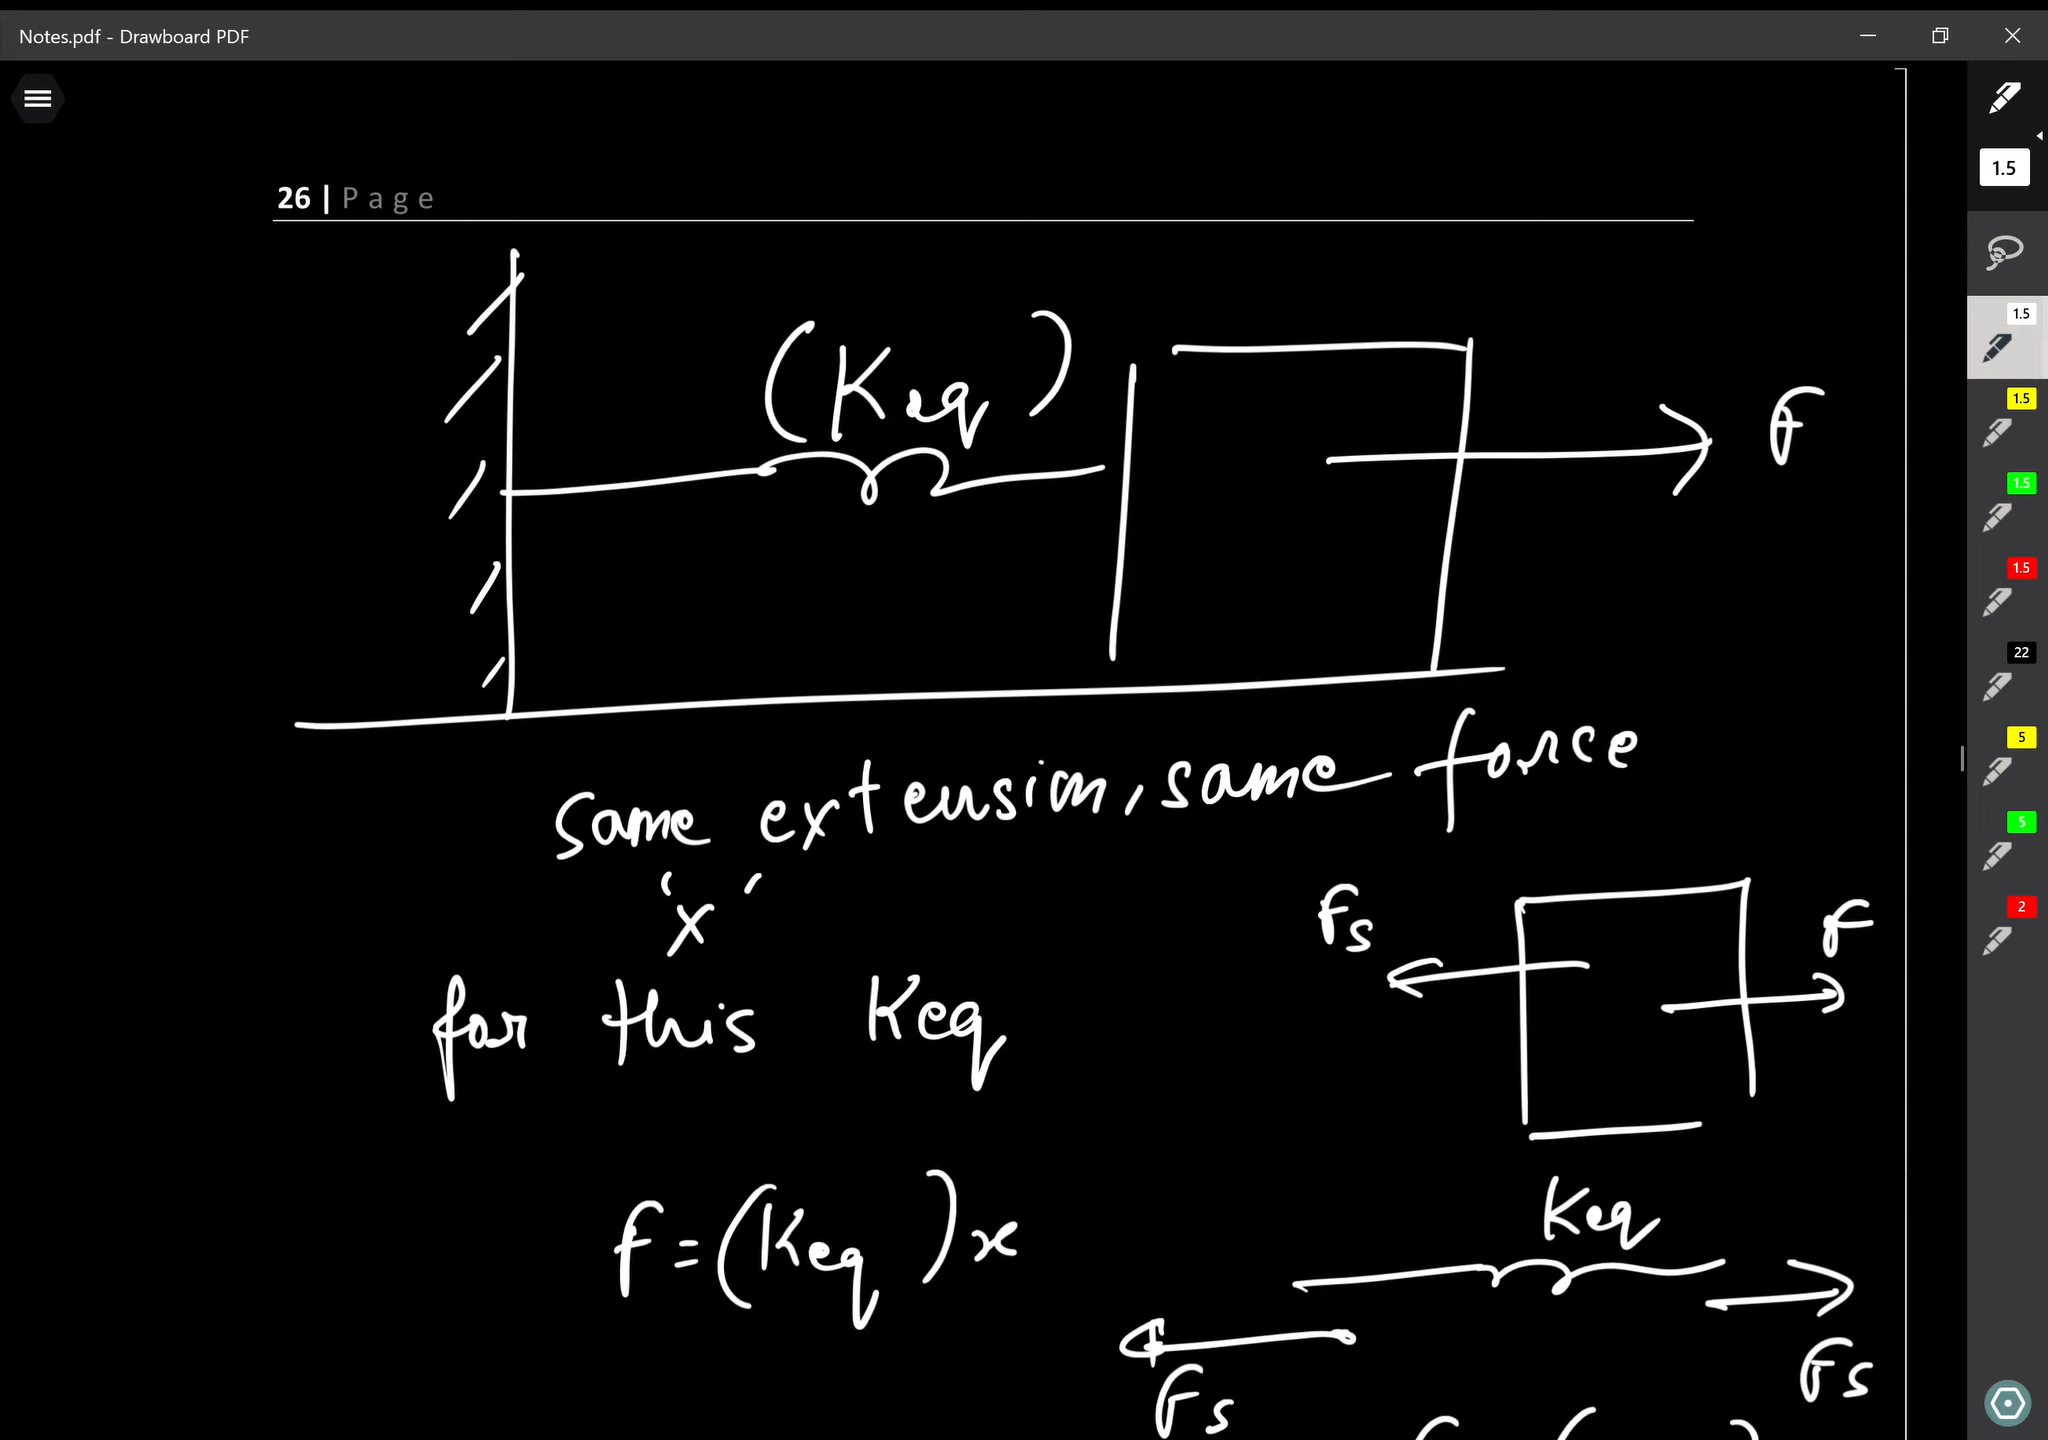 Notes.pdf - Drawboard PDF
26 | Page
1.5
(Keq)
F
1.5
1.5
1.5
1.5
22
5
5
2
same extension, same force
'x'
Fs
F
for this Keq
Keq
F = (Keq)x
Fs
Fs